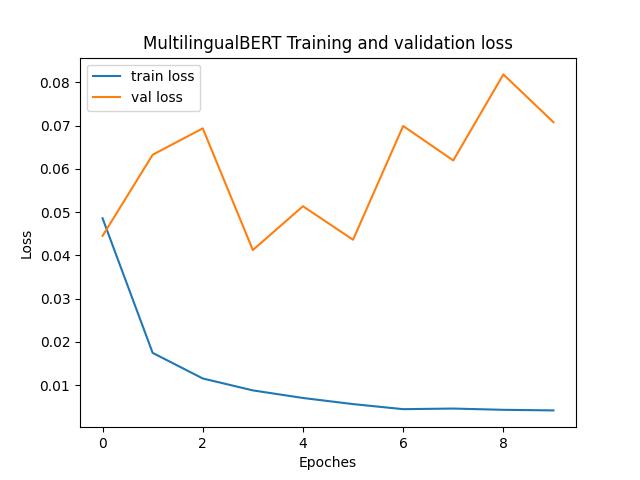 MultilingualBERT Training and validation loss
train loss
val loss
0.08
0.07
0.06
0.05
0.04
0.03
0.02
0.01
Loss
0 2 4 6 8
Epoches